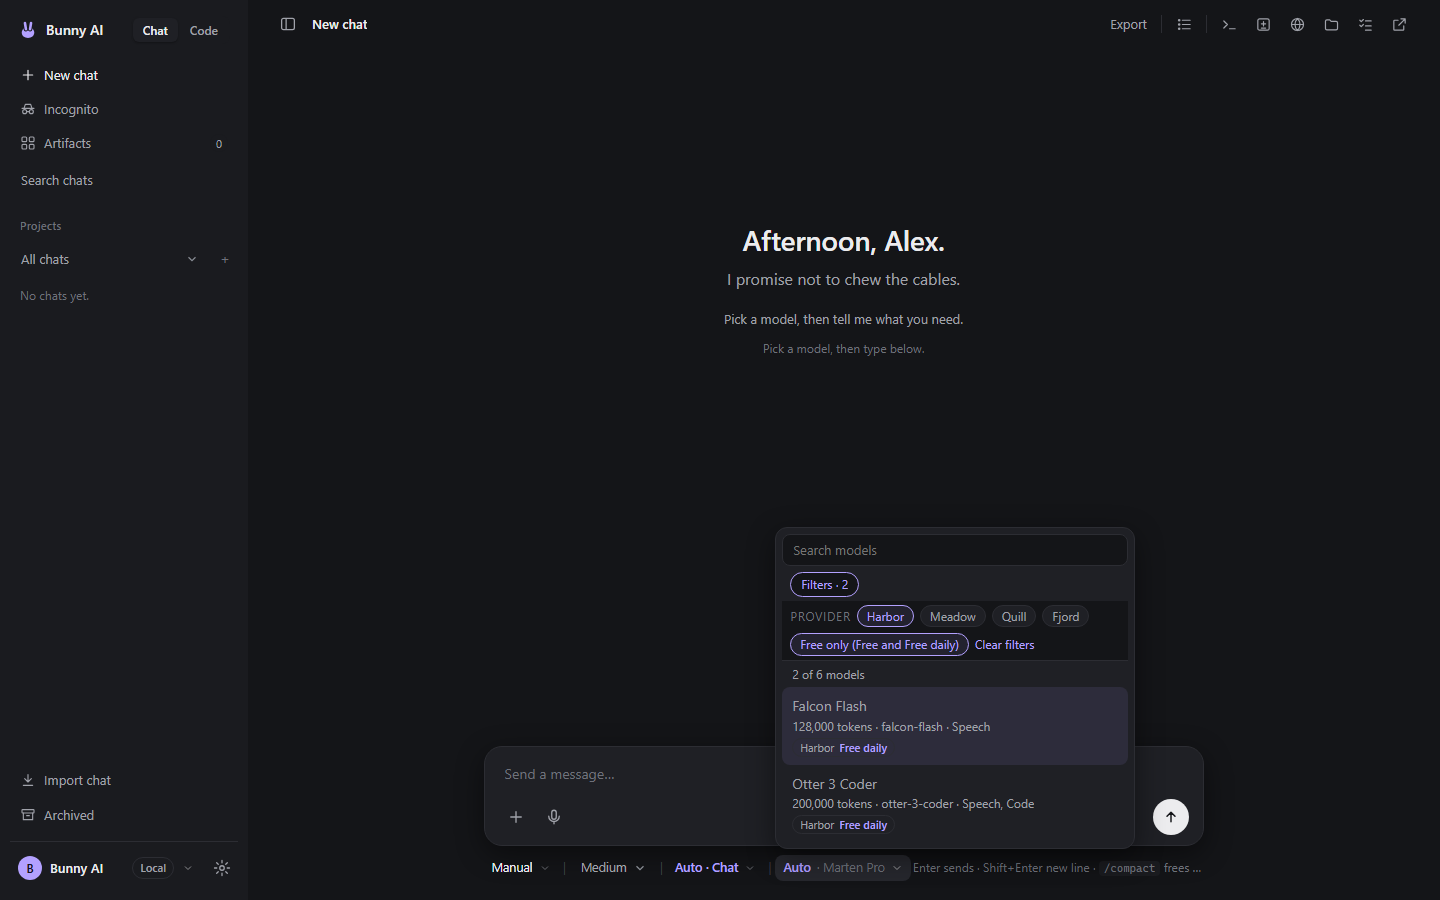 Bunny AI
Chat
Code
New chat
Incognito
Artifacts
0
Search chats
Projects
All chats
+
No chats yet.
Import chat
Archived
B
Bunny AI
Local
New chat
Export
Afternoon, Alex.
I promise not to chew the cables.
Pick a model, then tell me what you need.
Pick a model, then type below.
Search models
Filters · 2
PROVIDER Harbor Meadow Quill Fjord
Free only (Free and Free daily) Clear filters
2 of 6 models
Falcon Flash
128,000 tokens · falcon-flash · Speech
Harbor Free daily
Otter 3 Coder
200,000 tokens · otter-3-coder · Speech, Code
Harbor Free daily
Send a message...
Manual
Medium
Auto · Chat
Auto · Marten Pro
Enter sends · Shift+Enter new line · /compact frees ...